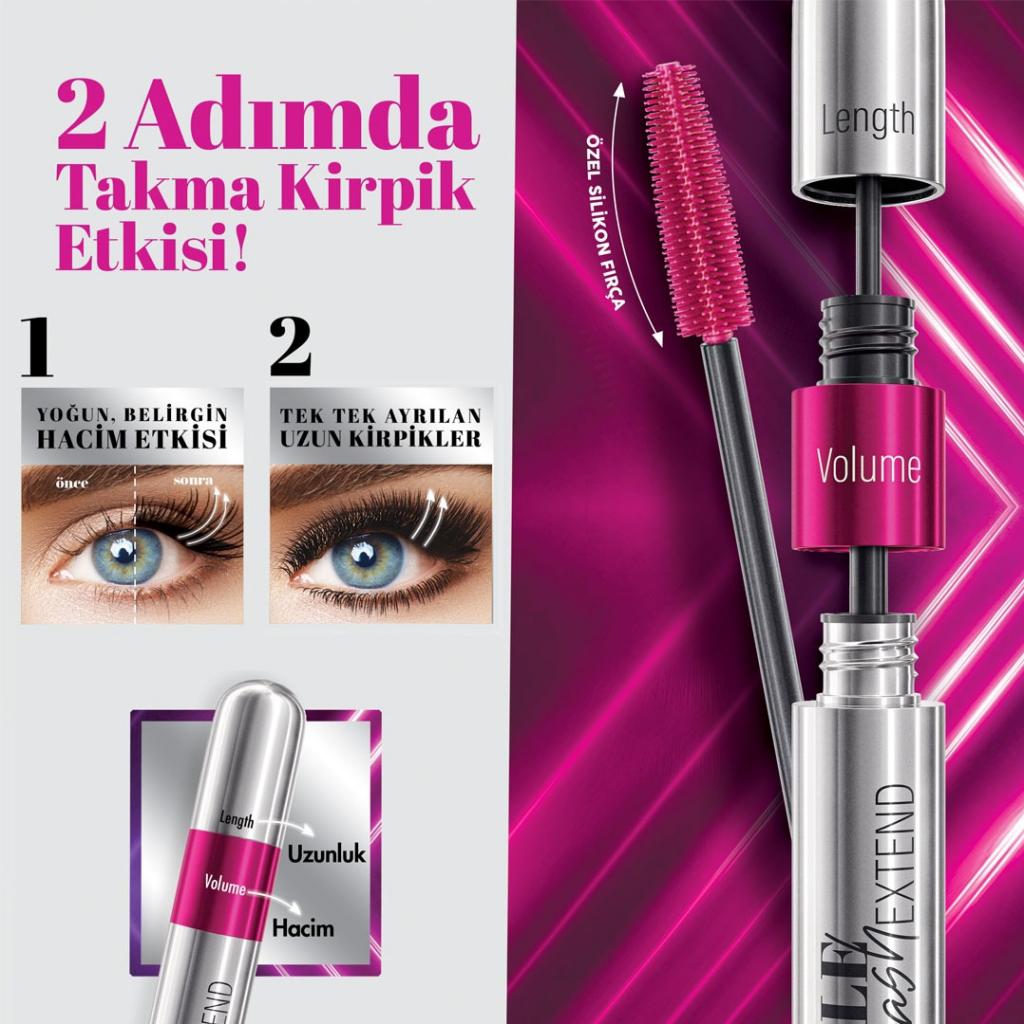 2 Adımda
Takma Kirpik
Etkisi!
1
YOĞUN, BELİRGİN
HACİM ETKİSİ
önce
sonra
2
TEK TEK AYRILAN
UZUN KİRPİKLER
Length
Uzunluk
Volume
Hacim
ÖZEL SİLİKON FIRÇA
Length
Volume
EXTEND